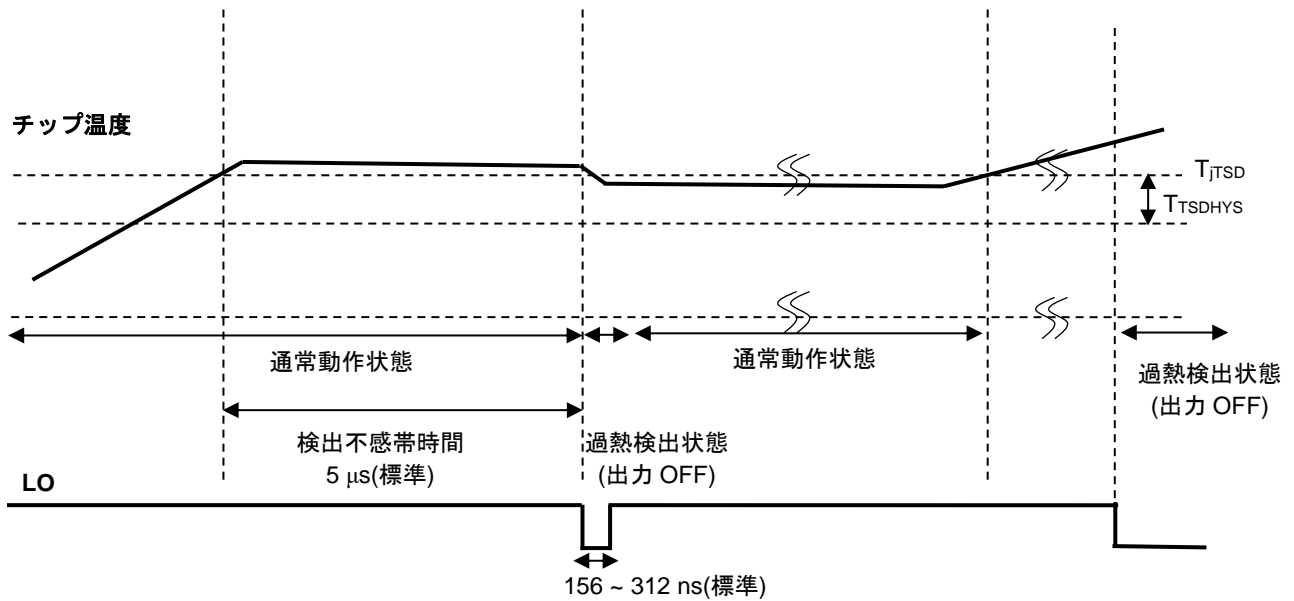 チップ温度
TjTSD
TTSDHYS
通常動作状態
通常動作状態
過熱検出状態
(出力 OFF)
検出不感帯時間
5 μs(標準)
過熱検出状態
(出力 OFF)
LO
156 ~ 312 ns(標準)